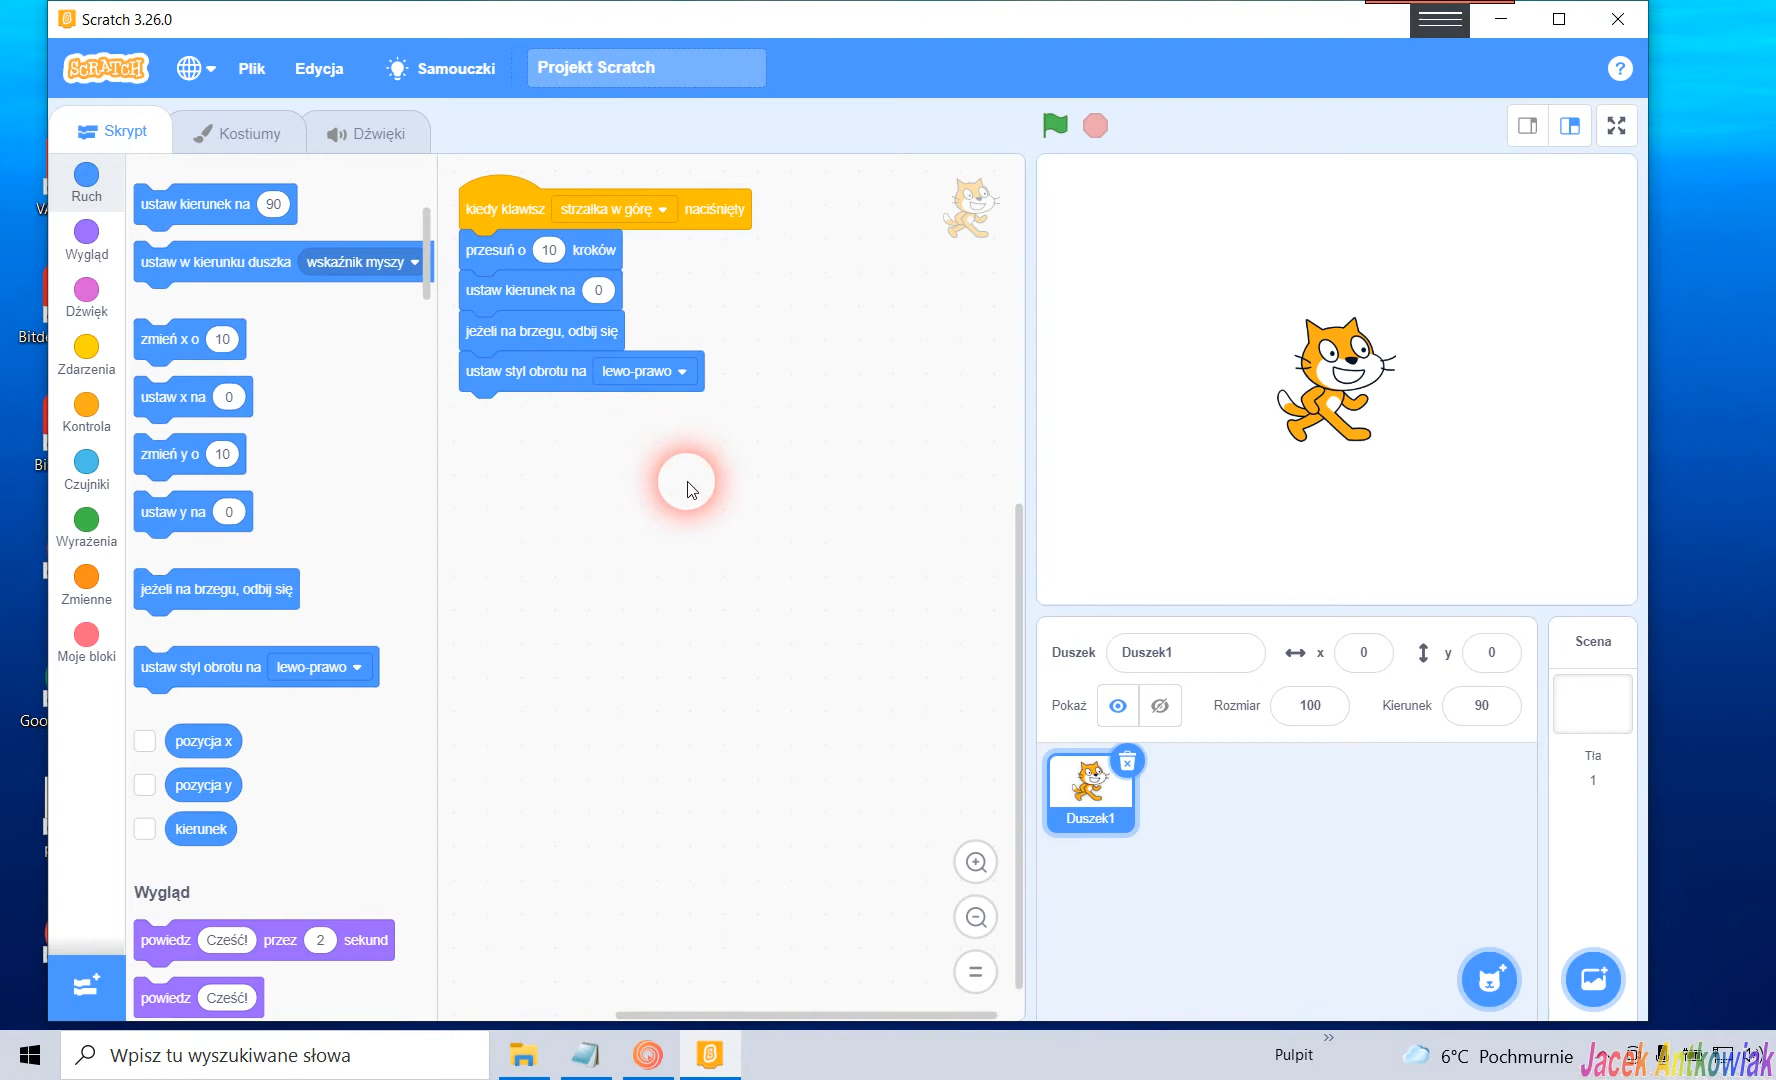 Scratch 3.26.0
SCRATCH
Plik
Edycja
Samouczki
Projekt Scratch
?
Skrypt
Kostiumy
Dźwięki
Ruch
Wygląd
Dźwięk
Zdarzenia
Kontrola
Czujniki
Wyrażenia
Zmienne
Moje bloki
ustaw kierunek na 90
ustaw w kierunku duszka wskaźnik myszy
zmień x o 10
ustaw x na 0
zmień y o 10
ustaw y na 0
jeżeli na brzegu, odbij się
ustaw styl obrotu na lewo-prawo
pozycja x
pozycja y
kierunek
Wygląd
powiedz Cześć! przez 2 sekund
powiedz Cześć!
kiedy klawisz strzałka w górę naciśnięty
przesuń o 10 kroków
ustaw kierunek na 0
jeżeli na brzegu, odbij się
ustaw styl obrotu na lewo-prawo
Duszek Duszek1 x 0 y 0
Pokaż Rozmiar 100 Kierunek 90
Duszek1
Scena
Tła
1
Bitde
Bi
Goo
Wpisz tu wyszukiwane słowa
Pulpit
6°C Pochmurnie
Jacek Antkowiak